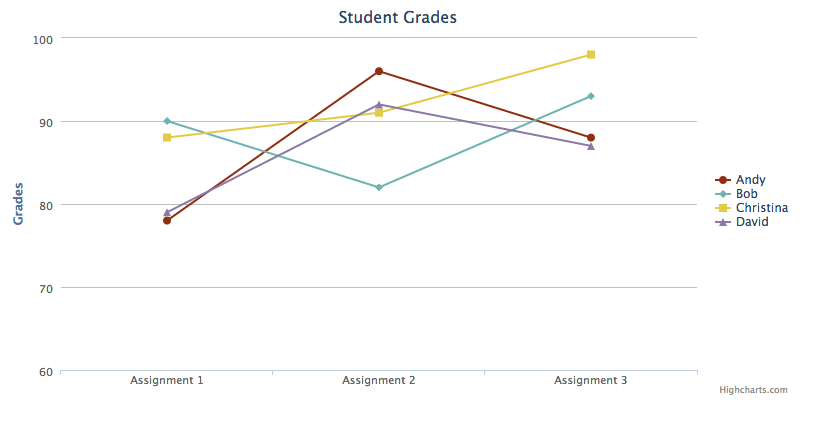 Student Grades
100
90
80
70
60
Grades
Assignment 1
Assignment 2
Assignment 3
Andy
Bob
Christina
David
Highcharts.com